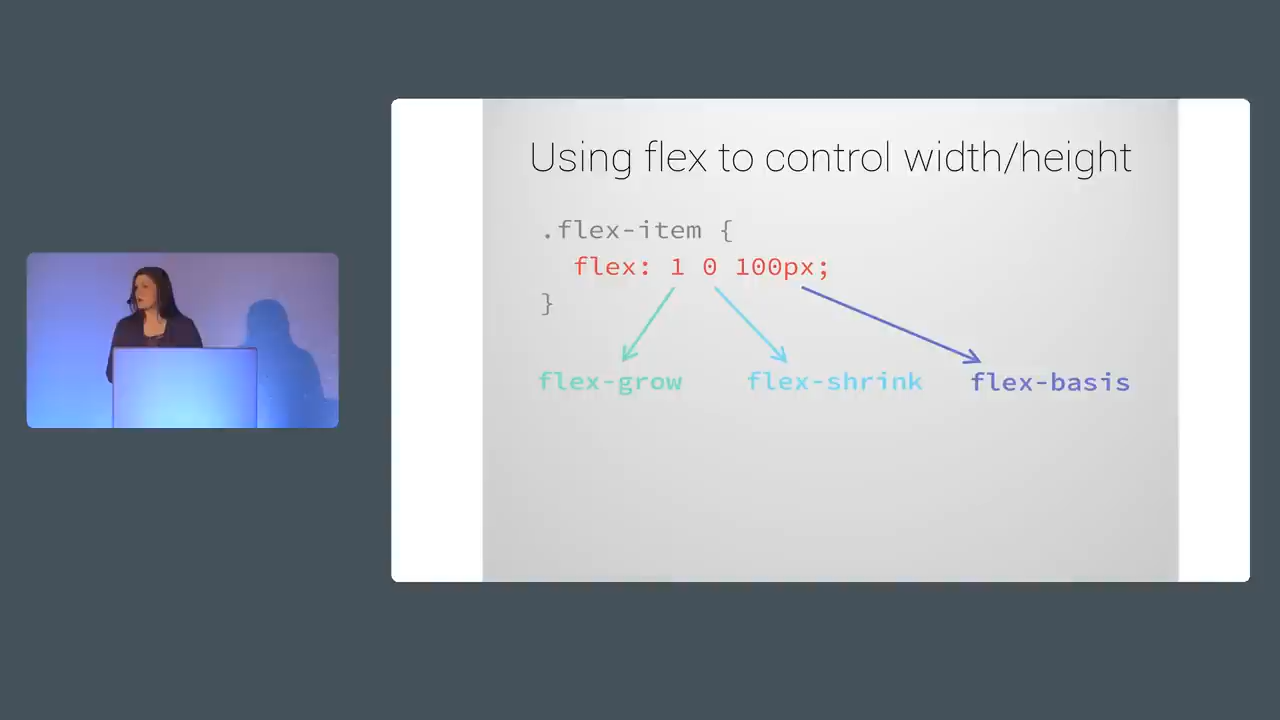 Using flex to control width/height
.flex-item {
flex: 1 0 100px;
}
flex-grow flex-shrink flex-basis